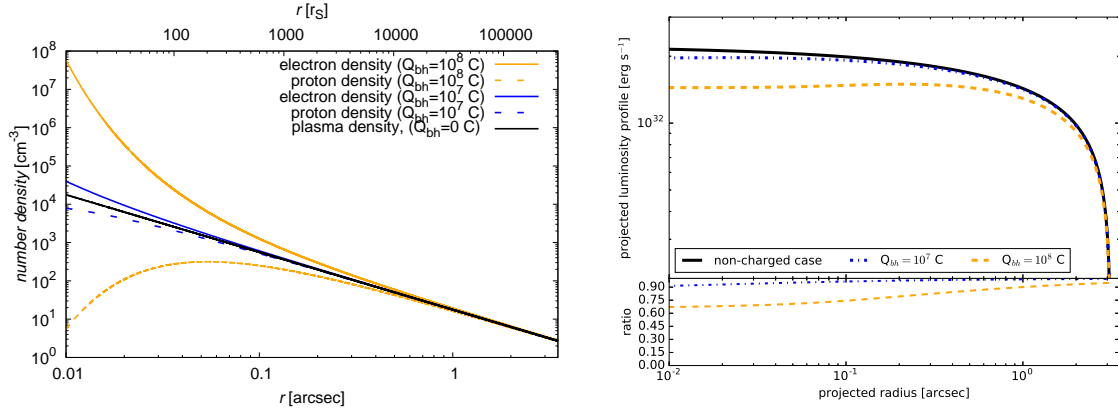 r [rS]
100 400 1000 4000 10000 100000
10^8
10^7
10^6
10^5
10^4
10^3
10^2
10^1
10^0
number density [cm^-3]
electron density (Q_bh=10^8 C)
proton density (Q_bh=10^8 C)
electron density (Q_bh=10^7 C)
proton density (Q_bh=10^7 C)
plasma density, (Q_bh=0 C)
0.01 0.1 1
r [arcsec]
projected luminosity profile [erg s^-1]
10^32
non-charged case
Q_bh = 10^7 C
Q_bh = 10^8 C
ratio
0.90
0.75
0.60
0.45
0.30
0.15
0.00
10^-2 10^-1 10^0
projected radius [arcsec]